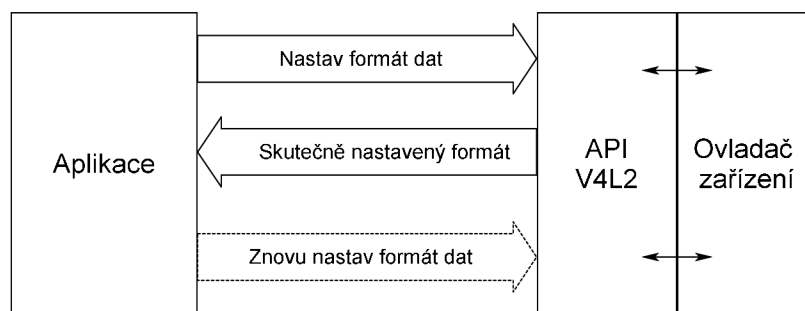 Nastav formát dat
Skutečně nastavený formát
Aplikace
API
V4L2
Ovladač
zařízení
Znovu nastav formát dat